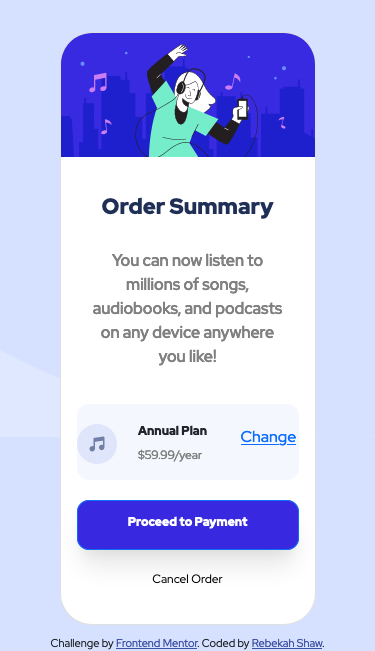 Order Summary
You can now listen to
millions of songs,
audiobooks, and podcasts
on any device anywhere
you like!
Annual Plan
Change
$59.99/year
Proceed to Payment
Cancel Order
Challenge by Frontend Mentor. Coded by Rebekah Shaw.